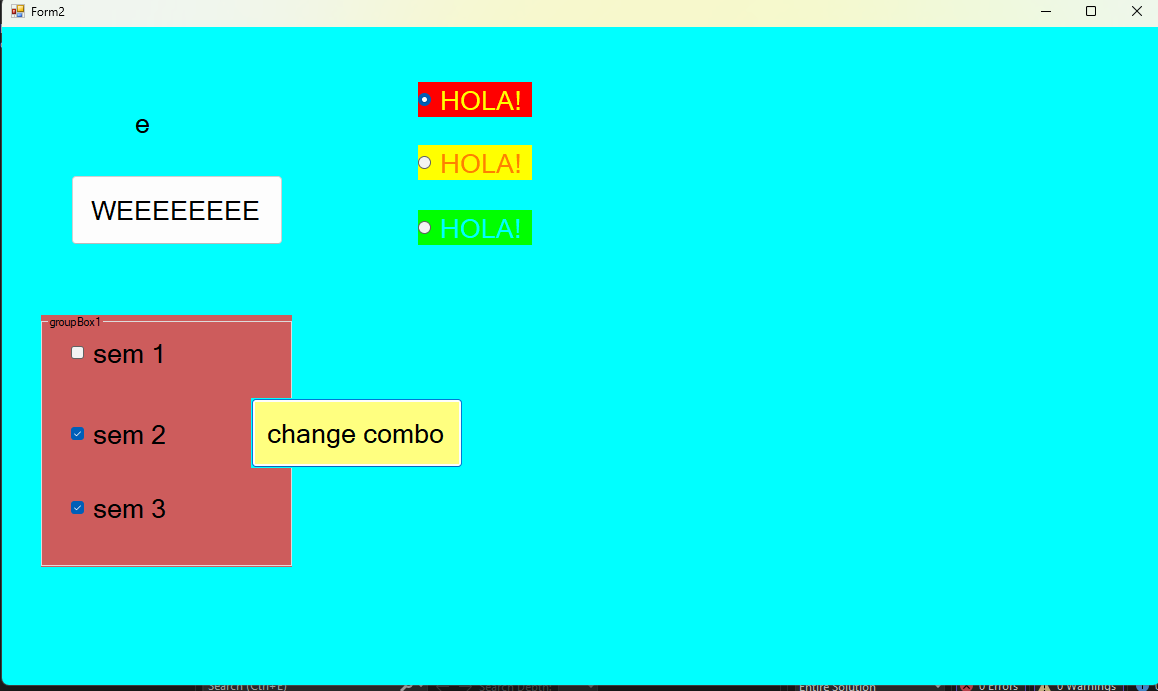 Form2
HOLA!
e
HOLA!
WEEEEEEEE
HOLA!
groupBox1
sem 1
change combo
sem 2
sem 3
Search (Ctrl+E)
Search Depth:
Entire Solution
0 Errors
0 Warnings